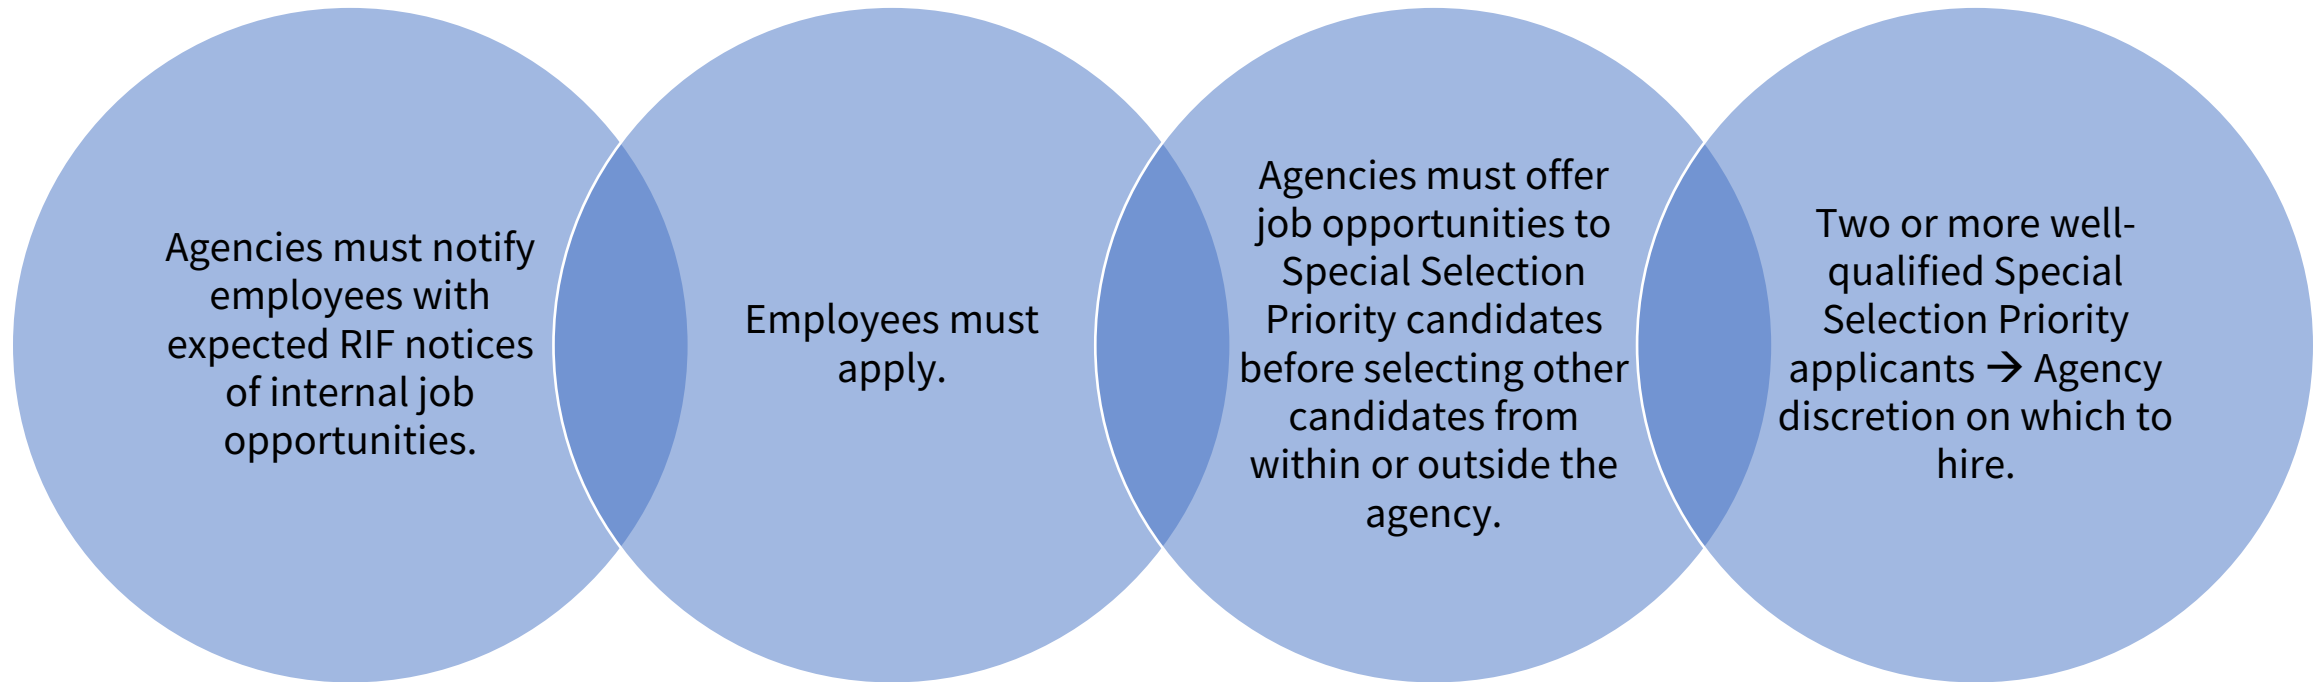 Agencies must notify
employees with
expected RIF notices
of internal job
opportunities.
Employees must
apply.
Agencies must offer
job opportunities to
Special Selection
Priority candidates
before selecting other
candidates from
within or outside the
agency.
Two or more well-
qualified Special
Selection Priority
applicants → Agency
discretion on which to
hire.